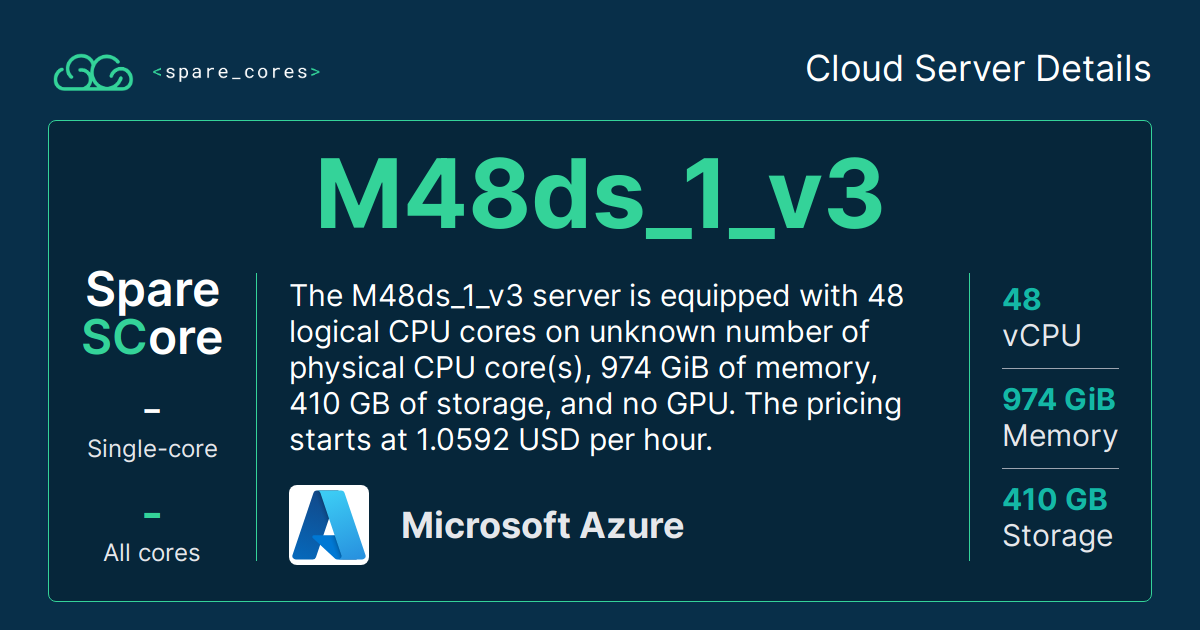 <spare_cores>
Cloud Server Details
M48ds_1_v3
Spare
SCore
–
Single-core
–
All cores
The M48ds_1_v3 server is equipped with 48
logical CPU cores on unknown number of
physical CPU core(s), 974 GiB of memory,
410 GB of storage, and no GPU. The pricing
starts at 1.0592 USD per hour.
Microsoft Azure
48
vCPU
974 GiB
Memory
410 GB
Storage